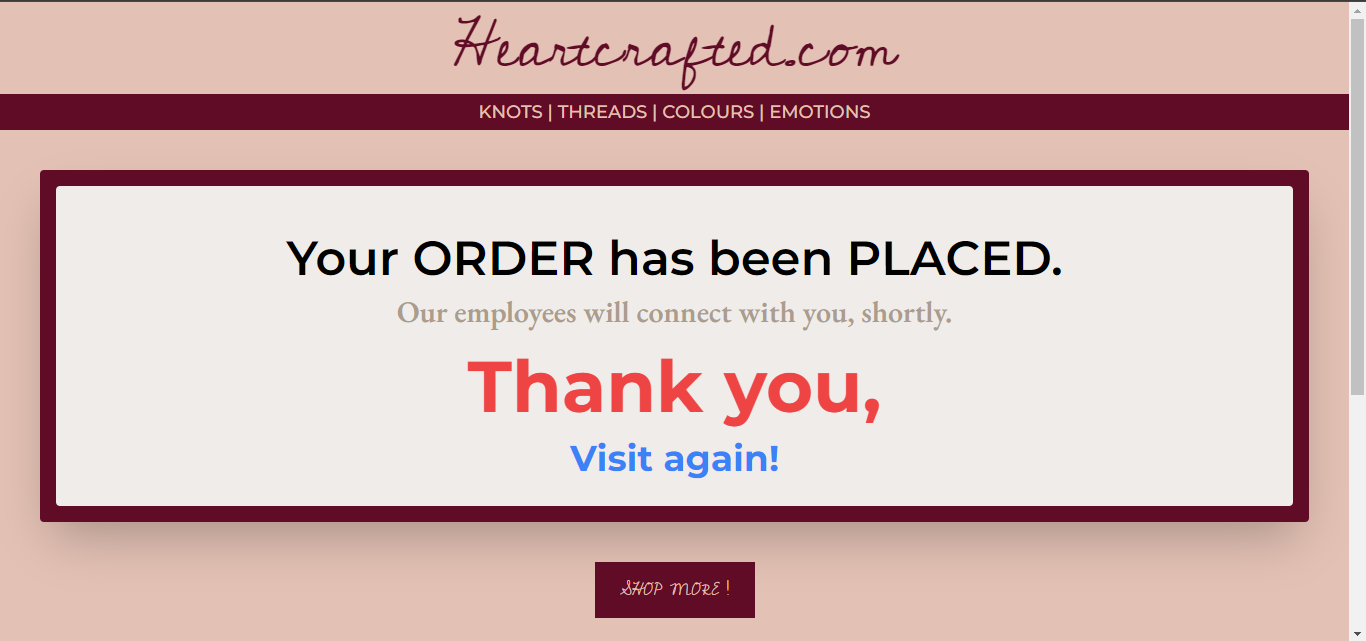 Heartcrafted.com
KNOTS | THREADS | COLOURS | EMOTIONS
Your ORDER has been PLACED.
Our employees will connect with you, shortly.
Thank you,
Visit again!
SHOP MORE !